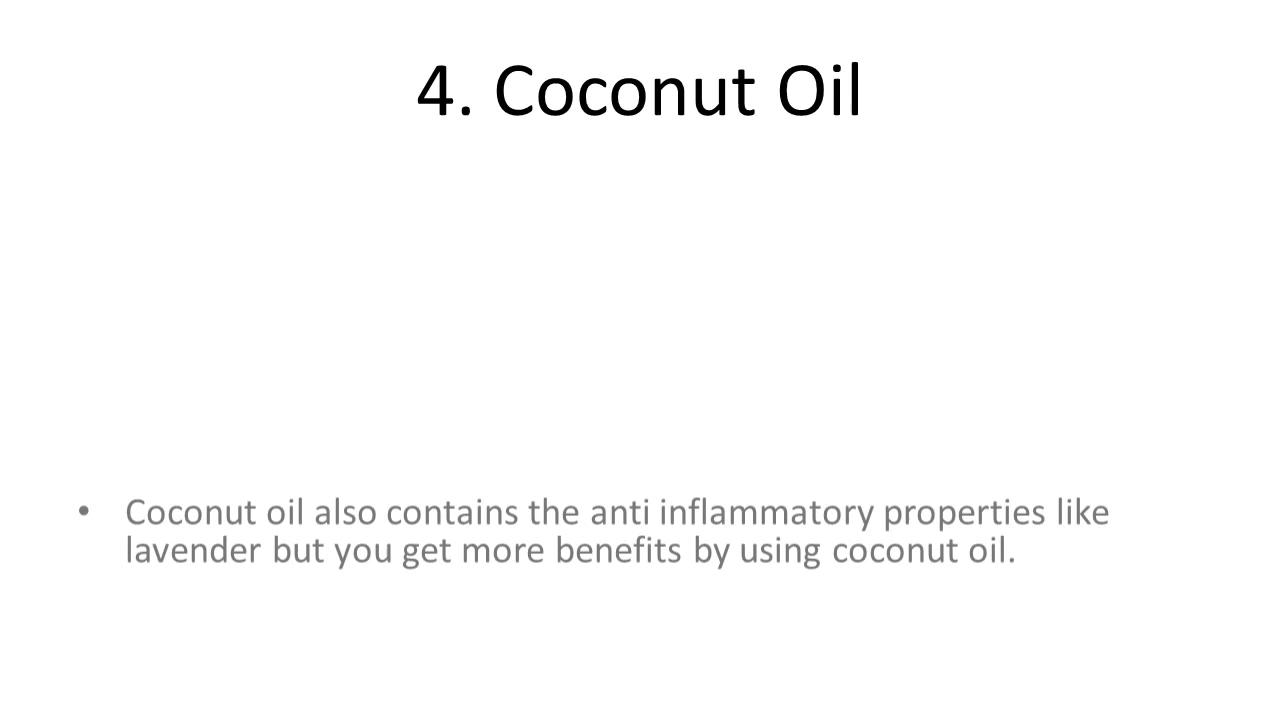 4. Coconut Oil
• Coconut oil also contains the anti inflammatory properties like
lavender but you get more benefits by using coconut oil.